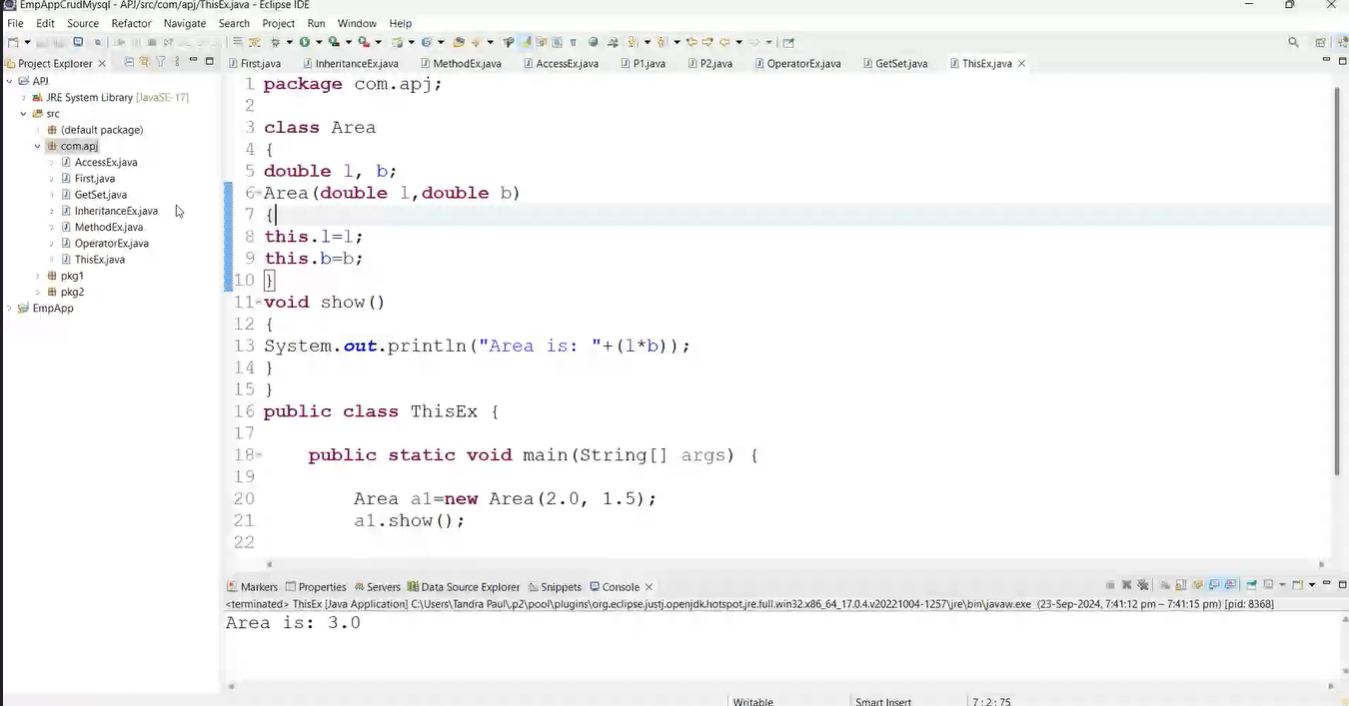 EmpAppCrudMysql - APJ/src/com/apj/ThisEx.java - Eclipse IDE
File Edit Source Refactor Navigate Search Project Run Window Help
Project Explorer
First.java InheritanceEx.java MethodEx.java AccessEx.java P1.java P2.java OperatorEx.java GetSet.java ThisEx.java
APJ
JRE System Library [JavaSE-17]
src
(default package)
com.apj
AccessEx.java
First.java
GetSet.java
InheritanceEx.java
MethodEx.java
OperatorEx.java
ThisEx.java
pkg1
pkg2
EmpApp
1 package com.apj;
2
3 class Area
4 {
5 double l, b;
6 Area(double l,double b)
7 {
8 this.l=l;
9 this.b=b;
10 }
11 void show()
12 {
13 System.out.println("Area is: "+(l*b));
14 }
15 }
16 public class ThisEx {
17
18 public static void main(String[] args) {
19
20 Area a1=new Area(2.0, 1.5);
21 a1.show();
22
Markers Properties Servers Data Source Explorer Snippets Console
<terminated> ThisEx [Java Application] C:\Users\Tandra Paul\.p2\pool\plugins\org.eclipse.justj.openjdk.hotspot.jre.full.win32.x86_64_17.0.4.v20221004-1257\jre\bin\javaw.exe (23-Sep-2024, 7:41:12 pm – 7:41:15 pm) [pid: 8368]
Area is: 3.0
Writable Smart Insert 7 : 2 : 75